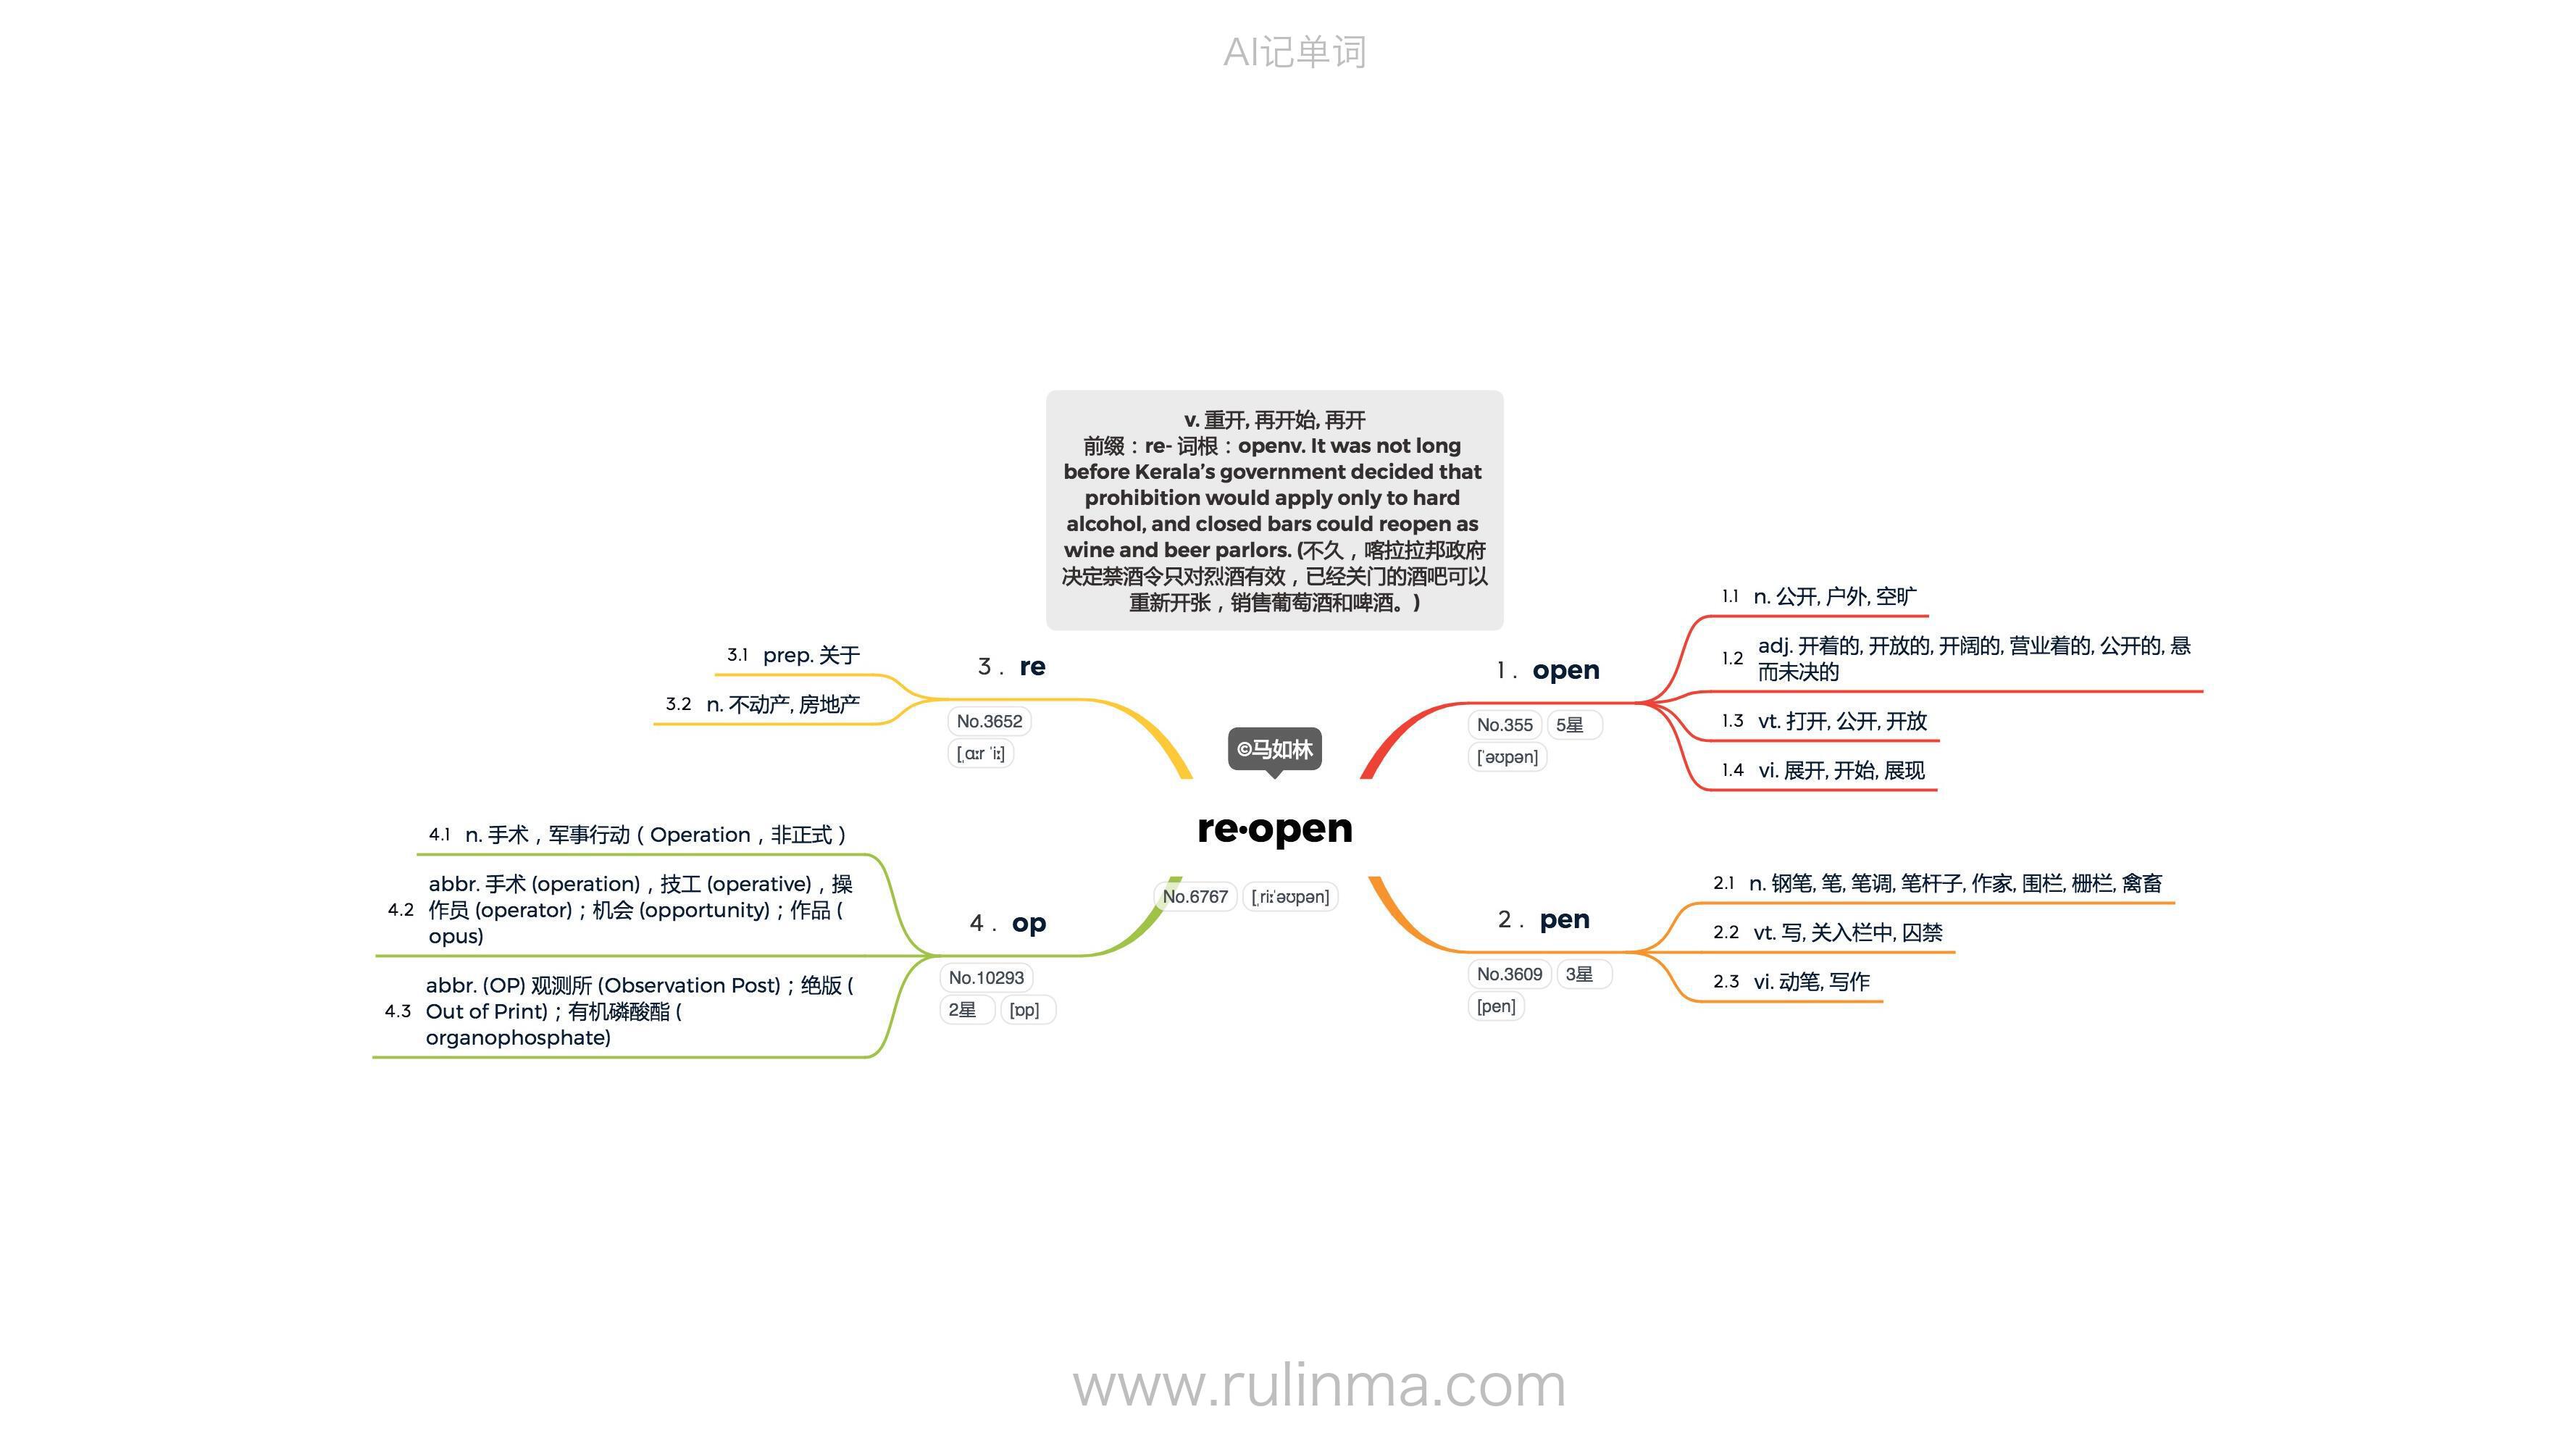 AI记单词
v. 重开, 再开始, 再开
前缀：re- 词根：openv. It was not long
before Kerala’s government decided that
prohibition would apply only to hard
alcohol, and closed bars could reopen as
wine and beer parlors. (不久，喀拉拉邦政府
决定禁酒令只对烈酒有效，已经关门的酒吧可以
重新开张，销售葡萄酒和啤酒。)
©马如林
re·open
No.6767 [ˌriːˈəʊpən]
1. open
No.355 5星
[ˈəʊpən]
1.1 n. 公开, 户外, 空旷
1.2 adj. 开着的, 开放的, 开阔的, 营业着的, 公开的, 悬
而未决的
1.3 vt. 打开, 公开, 开放
1.4 vi. 展开, 开始, 展现
2. pen
No.3609 3星
[pen]
2.1 n. 钢笔, 笔, 笔调, 笔杆子, 作家, 围栏, 栅栏, 禽畜
2.2 vt. 写, 关入栏中, 囚禁
2.3 vi. 动笔, 写作
3. re
No.3652
[ˌɑːr ˈiː]
3.1 prep. 关于
3.2 n. 不动产, 房地产
4. op
No.10293
2星 [ɒp]
4.1 n. 手术，军事行动（Operation，非正式）
4.2 abbr. 手术 (operation)，技工 (operative)，操
作员 (operator)；机会 (opportunity)；作品 (
opus)
4.3 abbr. (OP) 观测所 (Observation Post)；绝版 (
Out of Print)；有机磷酸酯 (
organophosphate)
www.rulinma.com